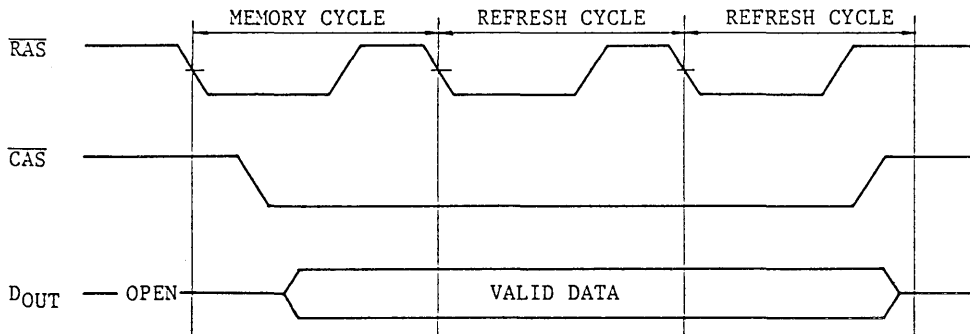 MEMORY CYCLE REFRESH CYCLE REFRESH CYCLE
RAS
CAS
DOUT OPEN VALID DATA